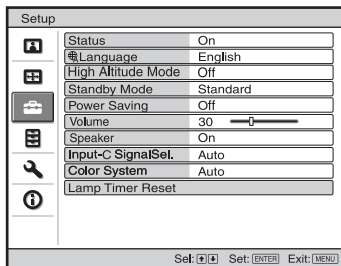 Setup
Status On
Language English
High Altitude Mode Off
Standby Mode Standard
Power Saving Off
Volume 30
Speaker On
Input-C SignalSel. Auto
Color System Auto
Lamp Timer Reset
Sel: Set: ENTER Exit: MENU